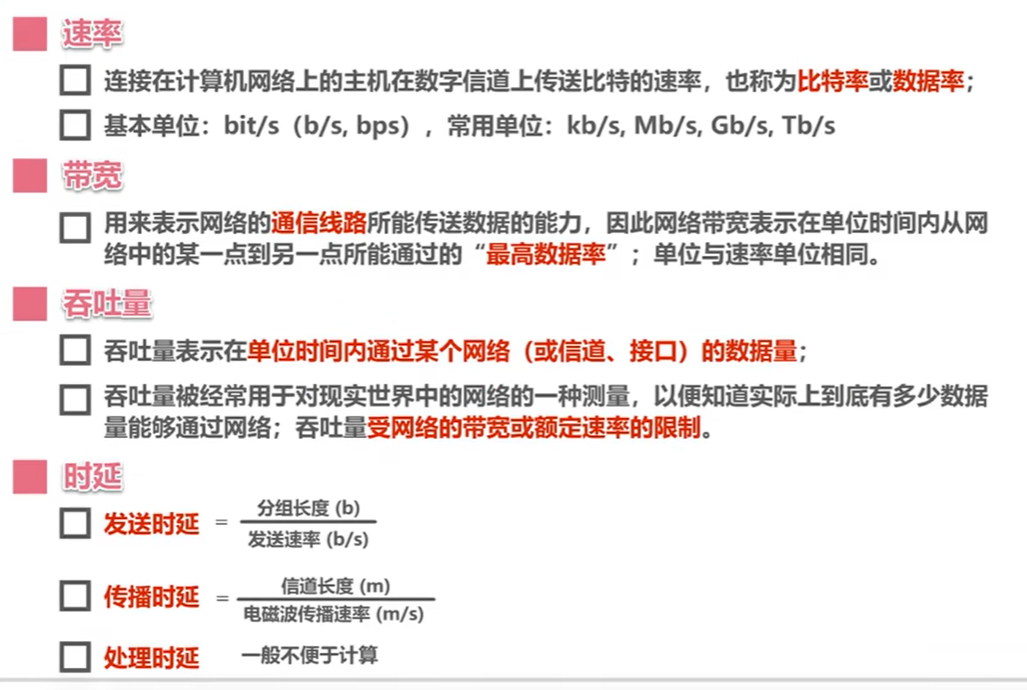 速率
连接在计算机网络上的主机在数字信道上传送比特的速率，也称为比特率或数据率；
基本单位：bit/s（b/s, bps），常用单位：kb/s, Mb/s, Gb/s, Tb/s
带宽
用来表示网络的通信线路所能传送数据的能力，因此网络带宽表示在单位时间内从网
络中的某一点到另一点所能通过的“最高数据率”；单位与速率单位相同。
吞吐量
吞吐量表示在单位时间内通过某个网络（或信道、接口）的数据量；
吞吐量被经常用于对现实世界中的网络的一种测量，以便知道实际上到底有多少数据
量能够通过网络；吞吐量受网络的带宽或额定速率的限制。
时延
发送时延 = 分组长度 (b)
发送速率 (b/s)
传播时延 = 信道长度 (m)
电磁波传播速率 (m/s)
处理时延 一般不便于计算